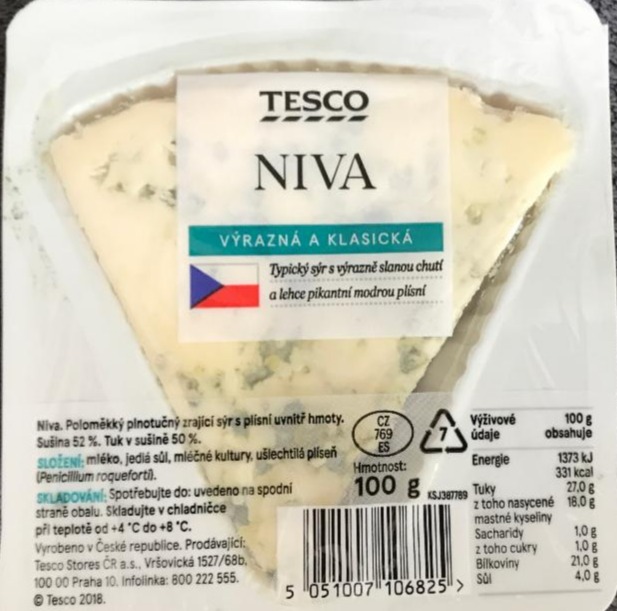 TESCO
NIVA
VÝRAZNÁ A KLASICKÁ
Typický sýr s výrazně slanou chutí
a lehce pikantní modrou plísní
Niva. Poloměkký plnotučný zrající sýr s plísní uvnitř hmoty.
Sušina 52 %. Tuk v sušině 50 %.
SLOŽENÍ: mléko, jedlá sůl, mléčné kultury, ušlechtilá plíseň
(Penicillium roqueforti).
SKLADOVÁNÍ: Spotřebujte do: uvedeno na spodní
straně obalu. Skladujte v chladničce
při teplotě od +4 °C do +8 °C.
Vyrobeno v České republice. Prodávající:
Tesco Stores ČR a.s., Vršovická 1527/68b,
100 00 Praha 10. Infolinka: 800 222 555.
© Tesco 2018.
CZ
769
ES
7
Hmotnost:
100 g
KSJ387789
5 051007 106825 >
Výživové 100 g
údaje obsahuje
Energie 1373 kJ
331 kcal
Tuky 27,0 g
z toho nasycené 18,0 g
mastné kyseliny
Sacharidy 1,0 g
z toho cukry 1,0 g
Bílkoviny 21,0 g
Sůl 4,0 g